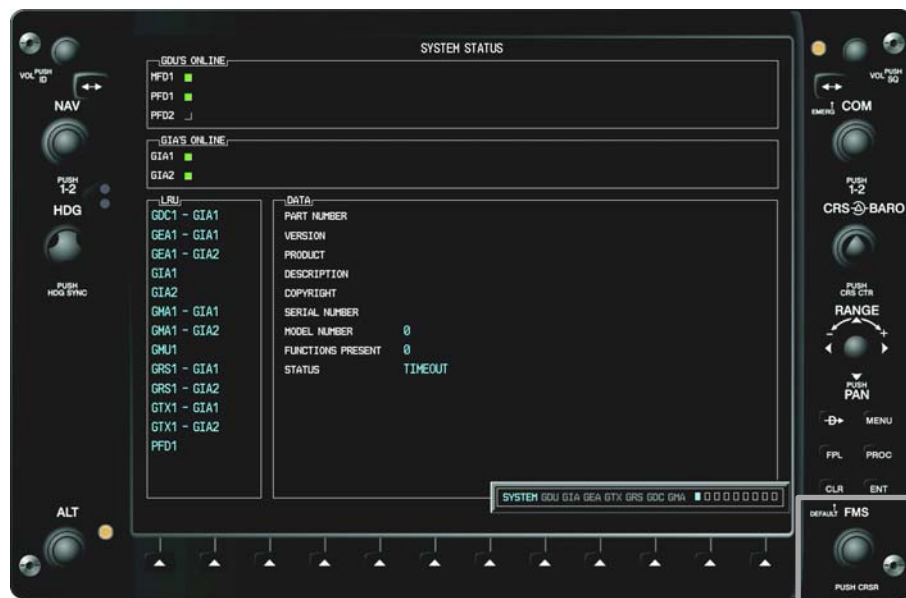 SYSTEM STATUS
GDU'S ONLINE
MFD1
PFD1
PFD2
GIA'S ONLINE
GIA1
GIA2
LRU
GDC1 - GIA1
GEA1 - GIA1
GEA1 - GIA2
GIA1
GIA2
GMA1 - GIA1
GMA1 - GIA2
GMU1
GRS1 - GIA1
GRS1 - GIA2
GTX1 - GIA1
GTX1 - GIA2
PFD1
DATA
PART NUMBER
VERSION
PRODUCT
DESCRIPTION
COPYRIGHT
SERIAL NUMBER
MODEL NUMBER 0
FUNCTIONS PRESENT 0
STATUS TIMEOUT
SYSTEM GDU GIA GEA GTX GRS GDC GMA
VOL PUSH ID
NAV
PUSH
1-2
HDG
PUSH
HDG SYNC
ALT
VOL PUSH SQ
EMERG COM
PUSH
1-2
CRS BARO
PUSH
CRS CTR
RANGE
- +
PUSH
PAN
D MENU
FPL PROC
CLR ENT
DEFAULT FMS
PUSH CRSR